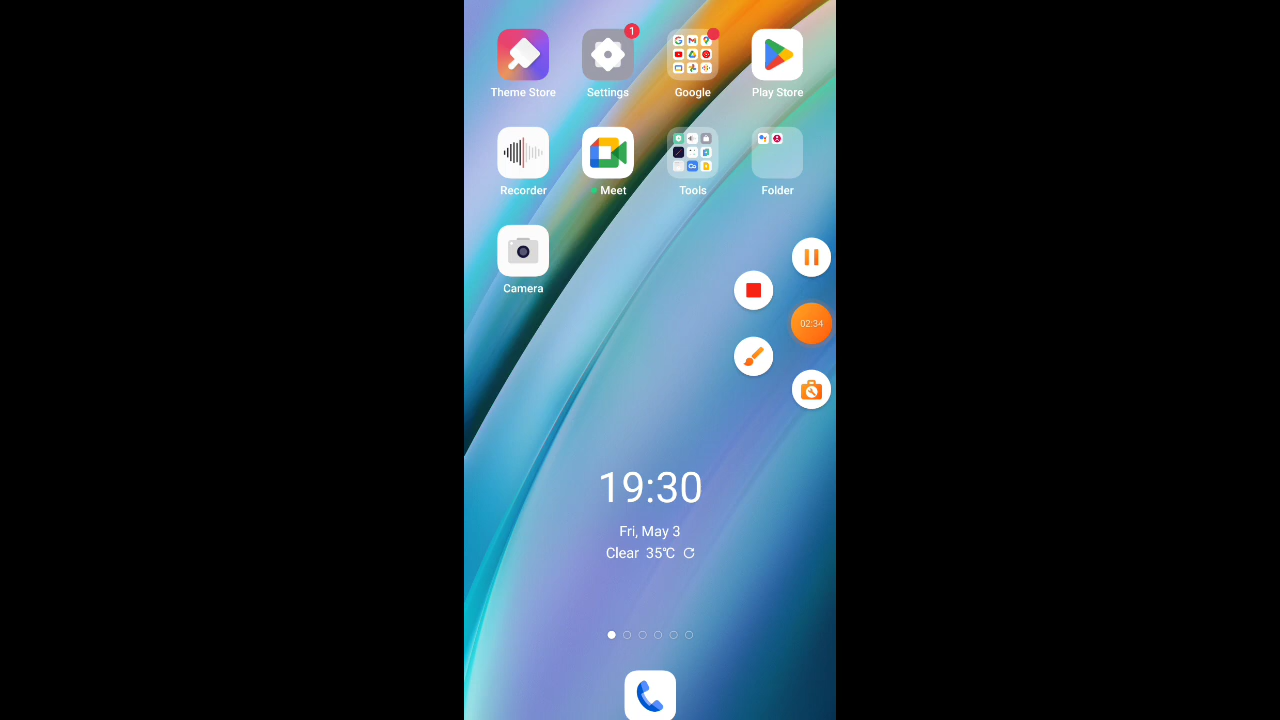 1
Theme Store
Settings
Google
Play Store
Recorder
Meet
Tools
Folder
Camera
02:34
19:30
Fri, May 3
Clear 35℃